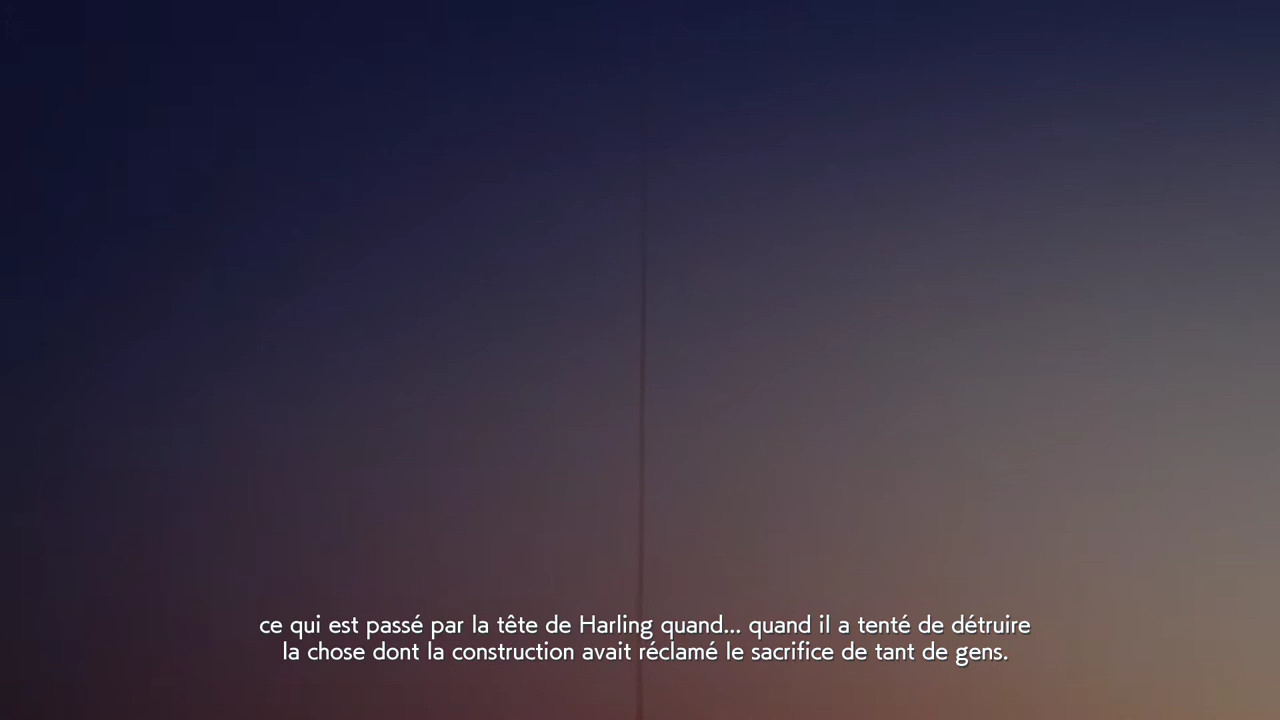 ce qui est passé par la tête de Harling quand... quand il a tenté de détruire
la chose dont la construction avait réclamé le sacrifice de tant de gens.